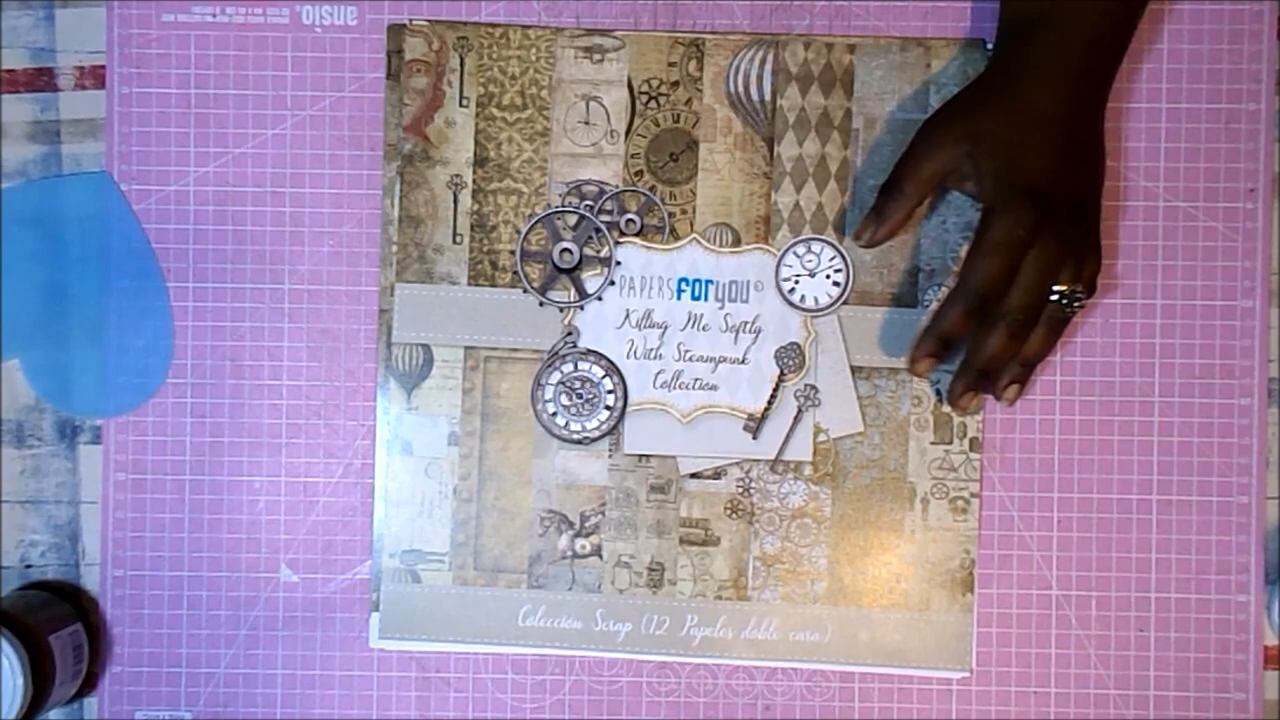 ansio.
PAPERSFORYOU©
Killing Me Softly
With Steampunk
Collection
Colección Scrap (12 Papeles doble cara)